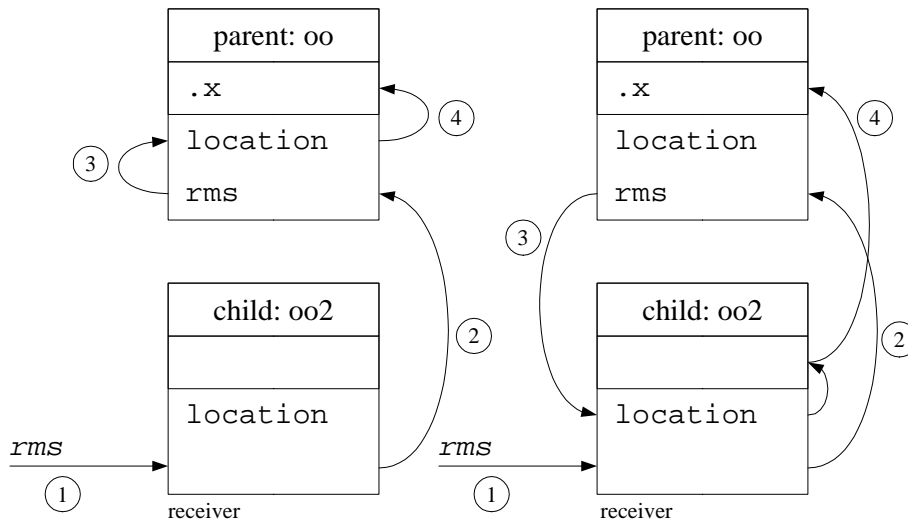 parent: oo
.x
location
rms
3
4
child: oo2
location
2
rms
1
receiver
parent: oo
.x
location
rms
4
3
child: oo2
location
2
rms
1
receiver